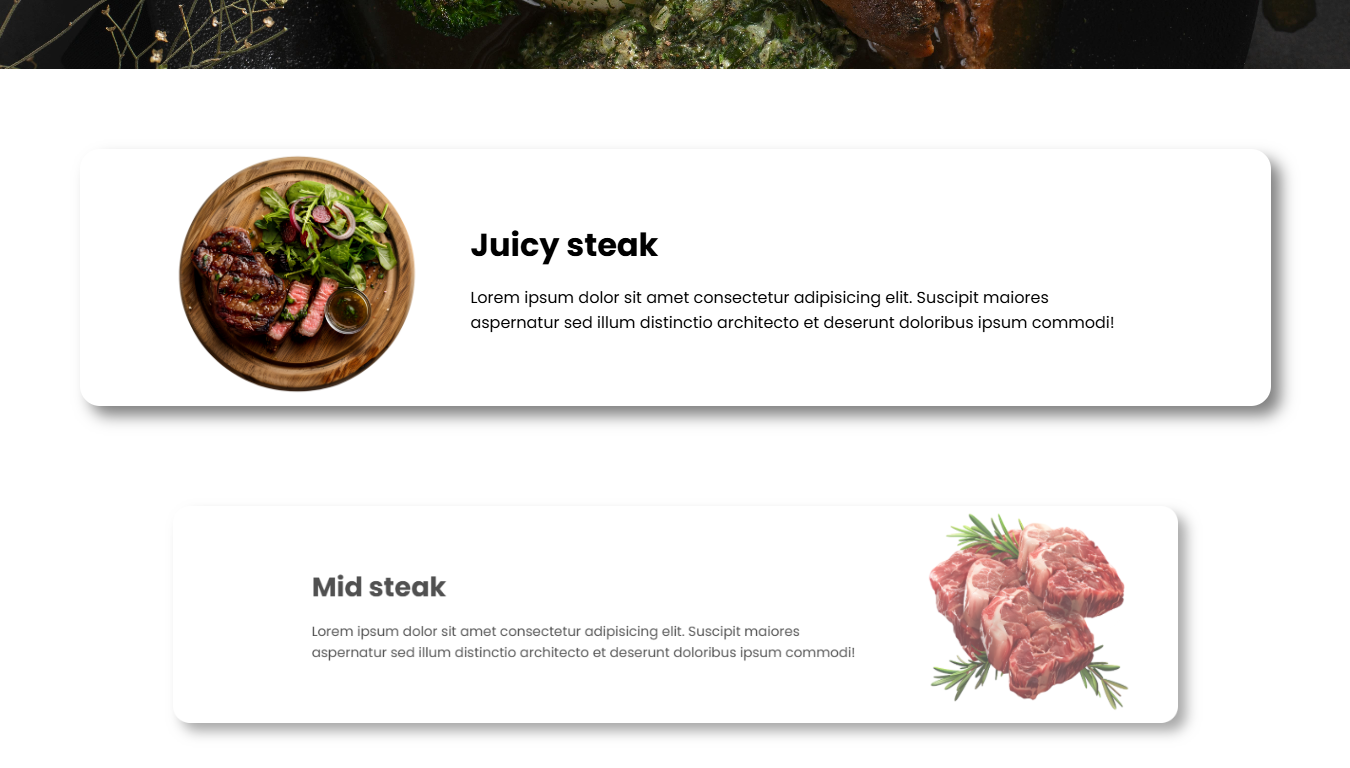 Juicy steak
Lorem ipsum dolor sit amet consectetur adipisicing elit. Suscipit maiores
aspernatur sed illum distinctio architecto et deserunt doloribus ipsum commodi!
Mid steak
Lorem ipsum dolor sit amet consectetur adipisicing elit. Suscipit maiores
aspernatur sed illum distinctio architecto et deserunt doloribus ipsum commodi!